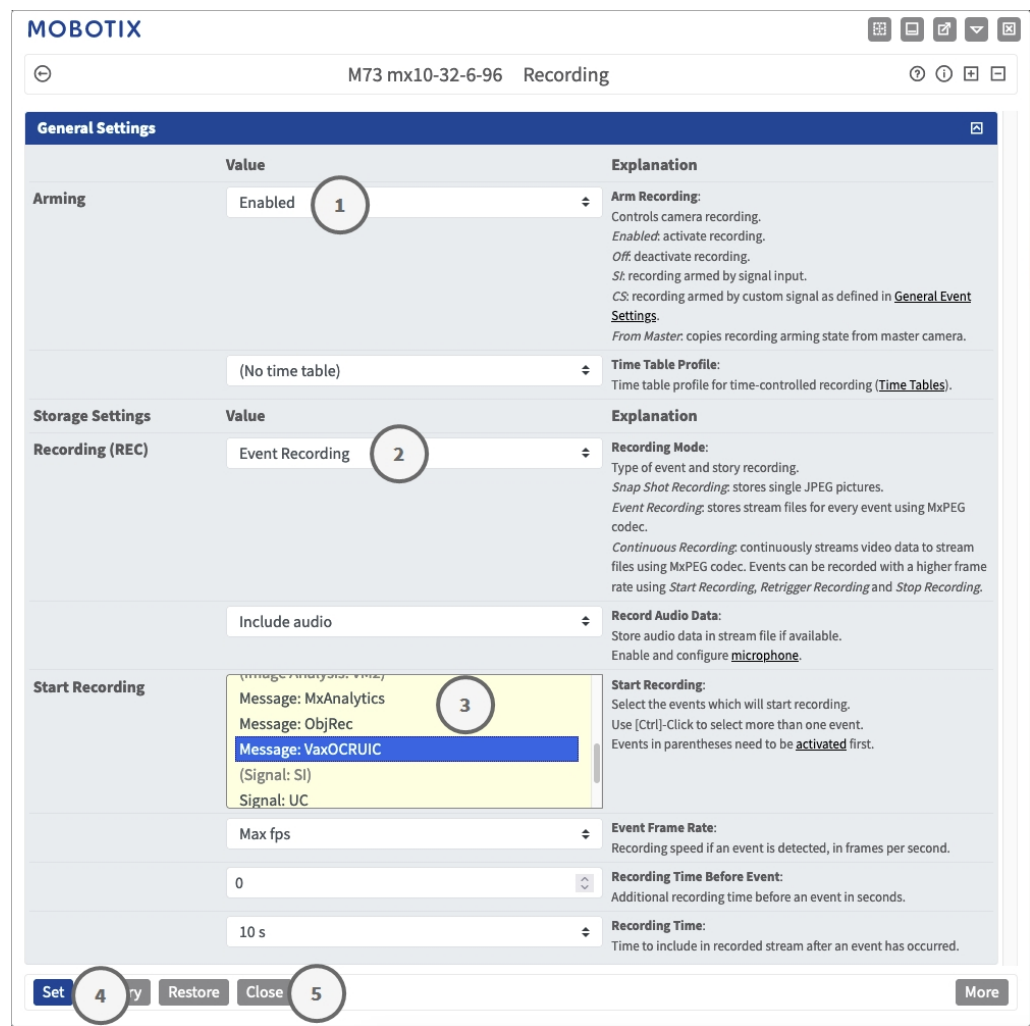 MOBOTIX
M73 mx10-32-6-96 Recording
General Settings
Value
Explanation
Arming
Enabled
1
Arm Recording:
Controls camera recording.
Enabled: activate recording.
Off: deactivate recording.
SI: recording armed by signal input.
CS: recording armed by custom signal as defined in General Event
Settings.
From Master: copies recording arming state from master camera.
(No time table)
Time Table Profile:
Time table profile for time-controlled recording (Time Tables).
Storage Settings
Value
Explanation
Recording (REC)
Event Recording
2
Recording Mode:
Type of event and story recording.
Snap Shot Recording: stores single JPEG pictures.
Event Recording: stores stream files for every event using MxPEG
codec.
Continuous Recording: continuously streams video data to stream
files using MxPEG codec. Events can be recorded with a higher frame
rate using Start Recording, Retrigger Recording and Stop Recording.
Include audio
Record Audio Data:
Store audio data in stream file if available.
Enable and configure microphone.
Start Recording
(Image Analysis: VM2)
Message: MxAnalytics
3
Message: ObjRec
Message: VaxOCRUIC
(Signal: SI)
Signal: UC
Start Recording:
Select the events which will start recording.
Use [Ctrl]-Click to select more than one event.
Events in parentheses need to be activated first.
Max fps
Event Frame Rate:
Recording speed if an event is detected, in frames per second.
0
Recording Time Before Event:
Additional recording time before an event in seconds.
10 s
Recording Time:
Time to include in recorded stream after an event has occurred.
Set
4
ry
Restore
Close
5
More